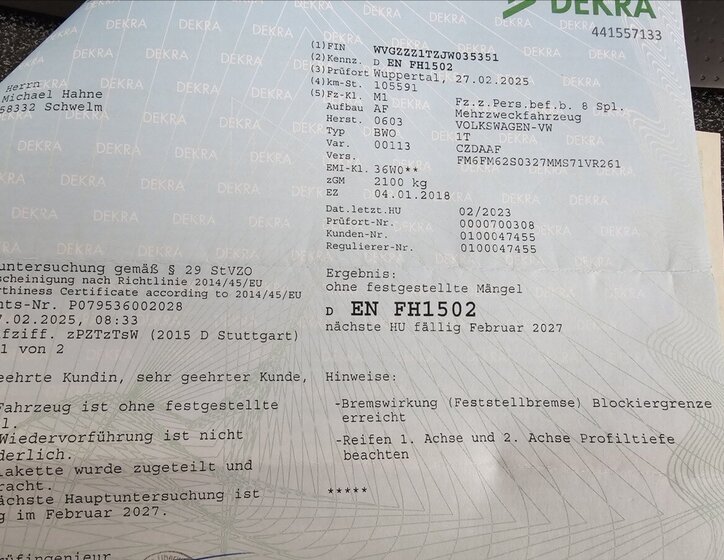 DEKRA
441557133
Herrn
Michael Hahne
58332 Schwelm
(1) FIN WVGZZZ1TZJW035351
(2) Kennz. D EN FH1502
(3) Prüfort Wuppertal, 27.02.2025
(4) km-St. 105591
(5) Fz-Kl. M1 Fz.z.Pers.bef.b. 8 Spl.
Aufbau AF Mehrzweckfahrzeug
Herst. 0603 VOLKSWAGEN-VW
Typ BWO 1T
Var. 00113 CZDAAF
Vers. FM6FM62S0327MMS71VR261
EMI-Kl. 36W0**
zGM 2100 kg
EZ 04.01.2018
Dat.letzt.HU 02/2023
Prüfort-Nr. 0000700308
Kunden-Nr. 0100047455
Regulierer-Nr. 0100047455
untersuchung gemäß § 29 StVZO
scheinigung nach Richtlinie 2014/45/EU
rthiness Certificate according to 2014/45/EU
hts-Nr. P079536002028
7.02.2025, 08:33
fziff. zPZTzTsW (2015 D Stuttgart)
1 von 2
Ergebnis:
ohne festgestellte Mängel
D EN FH1502
nächste HU fällig Februar 2027
geehrte Kundin, sehr geehrter Kunde,
Fahrzeug ist ohne festgestellte
l.
Wiedervorführung ist nicht
derlich.
lakette wurde zugeteilt und
racht.
ächste Hauptuntersuchung ist
g im Februar 2027.
Hinweise:
-Bremswirkung (Feststellbremse) Blockiergrenze
erreicht
-Reifen 1. Achse und 2. Achse Profiltiefe
beachten
*****
rüfingenieur